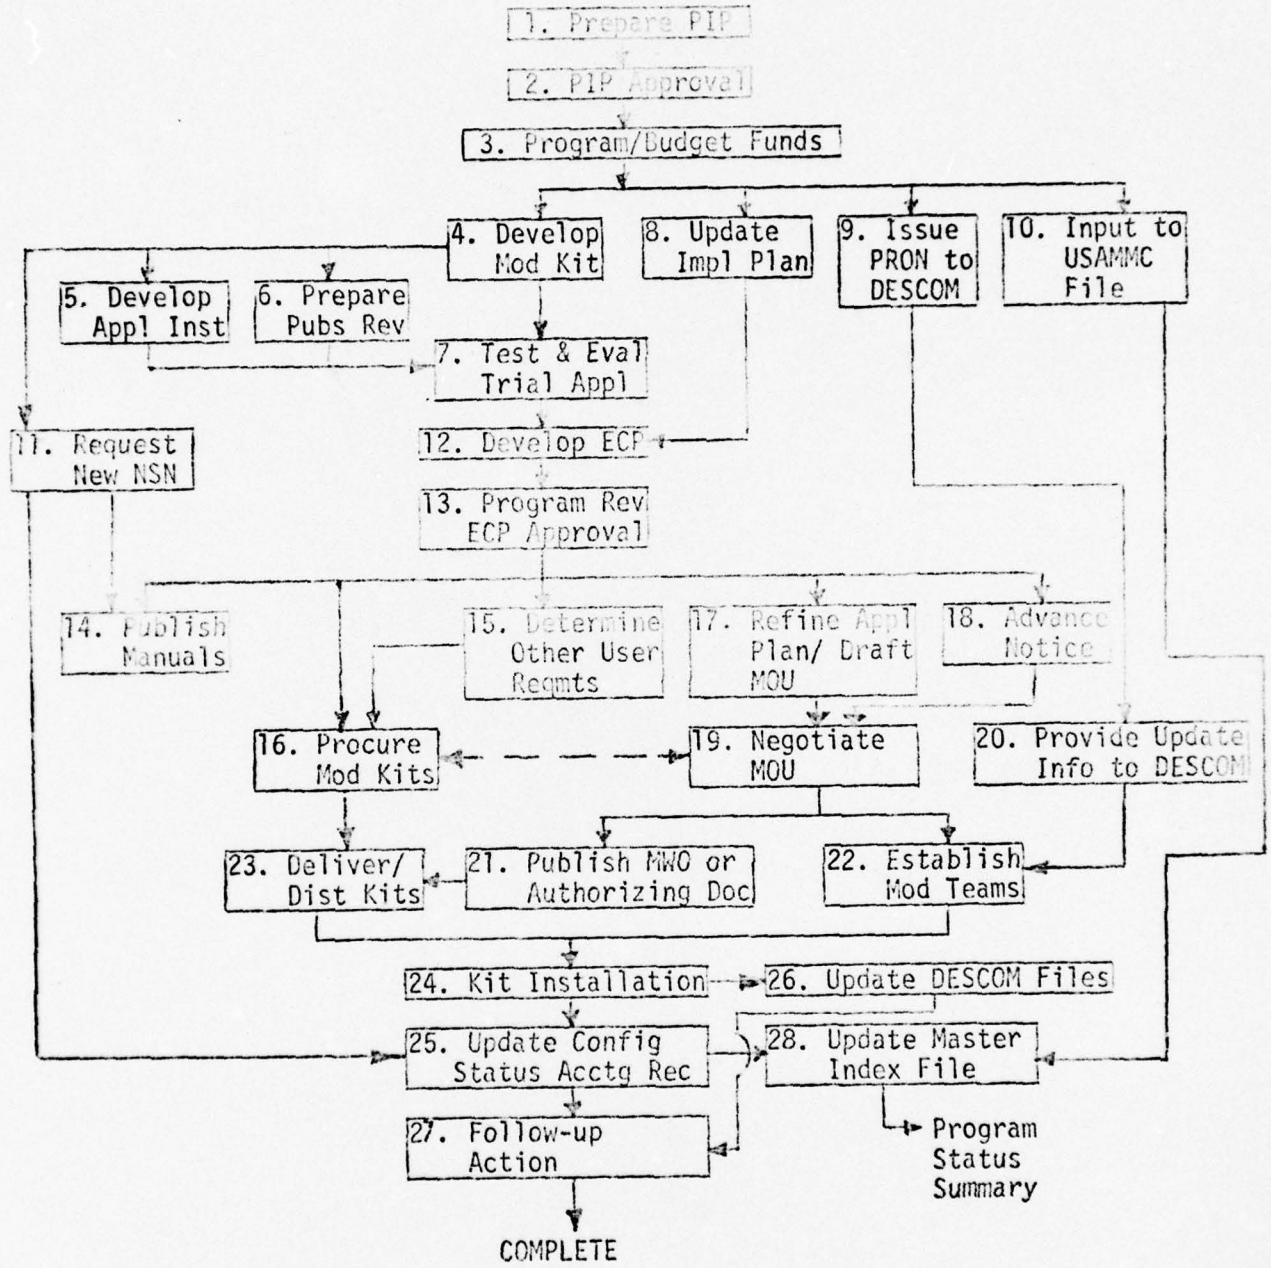 1. Prepare PIP
2. PIP Approval
3. Program/Budget Funds
4. Develop
Mod Kit
8. Update
Impl Plan
9. Issue
PRON to
DESCOM
10. Input to
USAMMC
File
5. Develop
Appl Inst
6. Prepare
Pubs Rev
7. Test & Eval
Trial Appl
11. Request
New NSN
12. Develop ECP
13. Program Rev
ECP Approval
14. Publish
Manuals
15. Determine
Other User
Reqmts
17. Refine Appl
Plan/ Draft
MOU
18. Advance
Notice
16. Procure
Mod Kits
19. Negotiate
MOU
20. Provide Update
Info to DESCOM
23. Deliver/
Dist Kits
21. Publish MWO or
Authorizing Doc
22. Establish
Mod Teams
24. Kit Installation
26. Update DESCOM Files
25. Update Config
Status Acctg Rec
28. Update Master
Index File
27. Follow-up
Action
Program
Status
Summary
COMPLETE